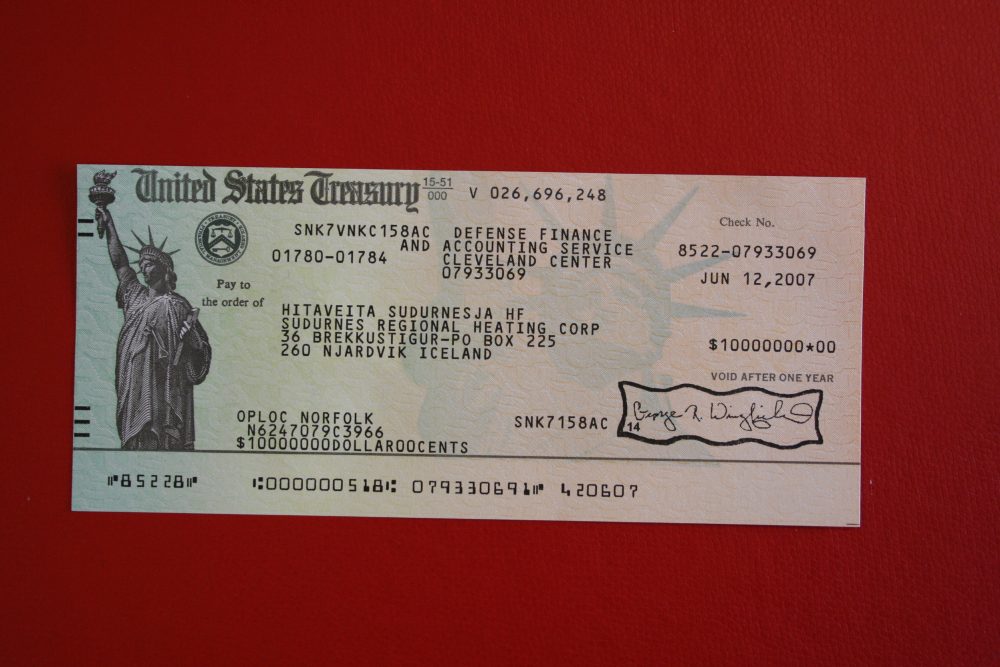 United States Treasury 15-51 000 V 026,696,248
Check No.
SNK7VNKC158AC DEFENSE FINANCE
AND ACCOUNTING SERVICE
8522-07933069
01780-01784 CLEVELAND CENTER
07933069
JUN 12,2007
Pay to
the order of
HITAVEITA SUDURNESJA HF
SUDURNES REGIONAL HEATING CORP
36 BREKKUSTIGUR-PO BOX 225
260 NJARDVIK ICELAND
$10000000*00
VOID AFTER ONE YEAR
OPLOC NORFOLK
N6247079C3966
$10000000DOLLAR00CENTS
SNK7158AC
14
⑈85228⑈ ⑆000000518⑆ 079330691⑈ 420607